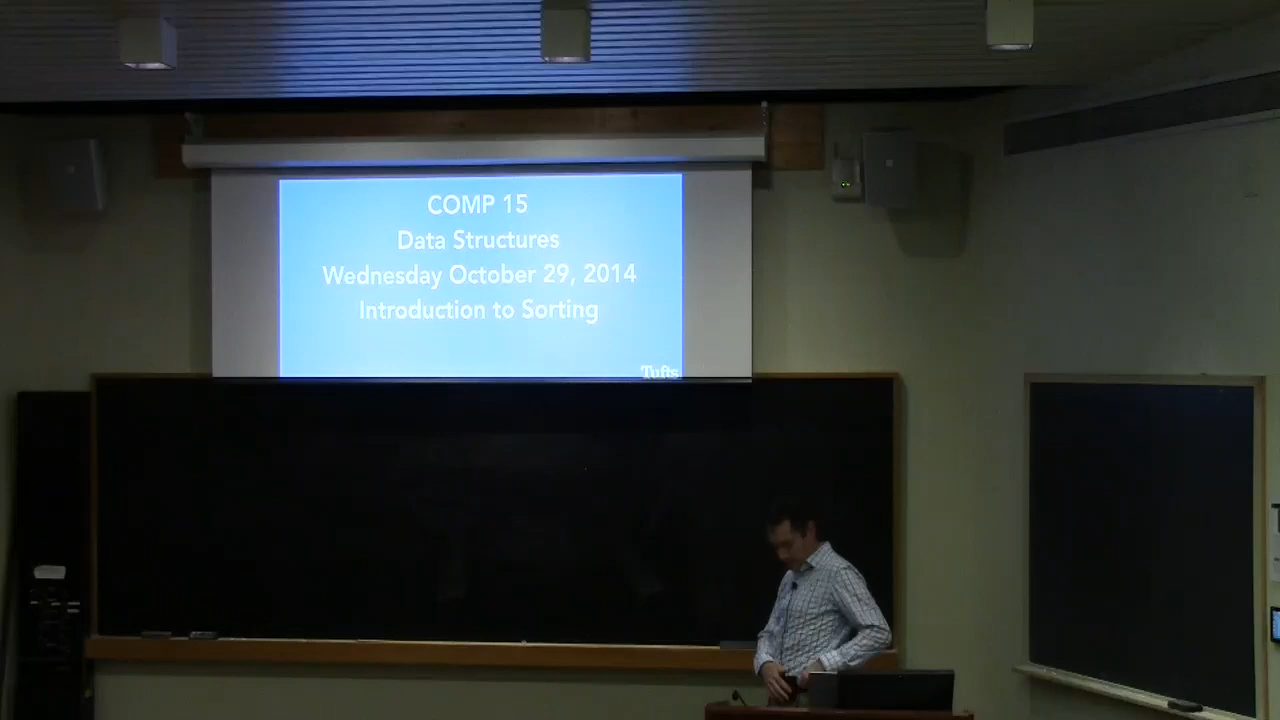 COMP 15
Data Structures
Wednesday October 29, 2014
Introduction to Sorting
Tufts